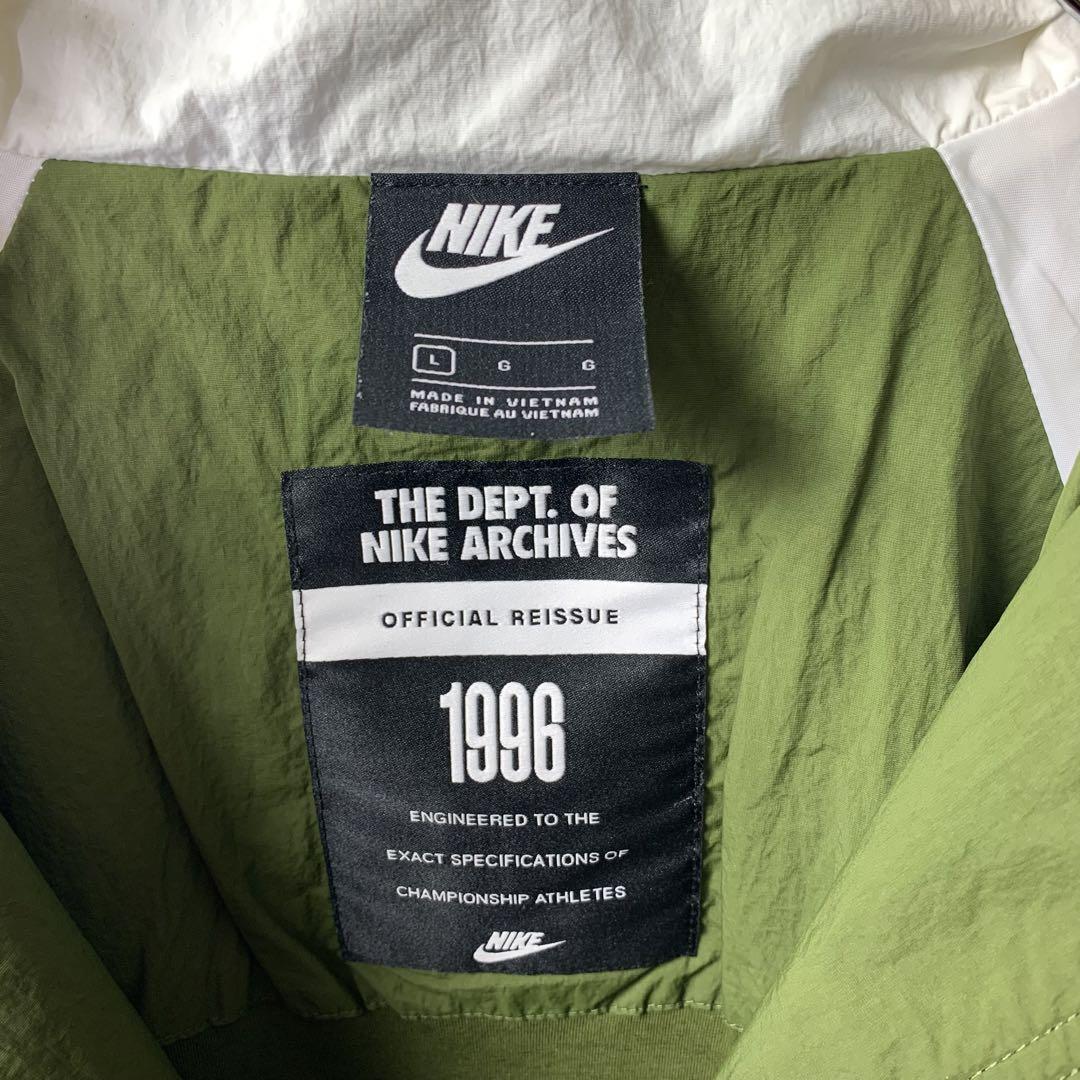 NIKE
L G G
MADE IN VIETNAM
FABRIQUE AU VIETNAM
THE DEPT. OF
NIKE ARCHIVES
OFFICIAL REISSUE
1996
ENGINEERED TO THE
EXACT SPECIFICATIONS OF
CHAMPIONSHIP ATHLETES
NIKE